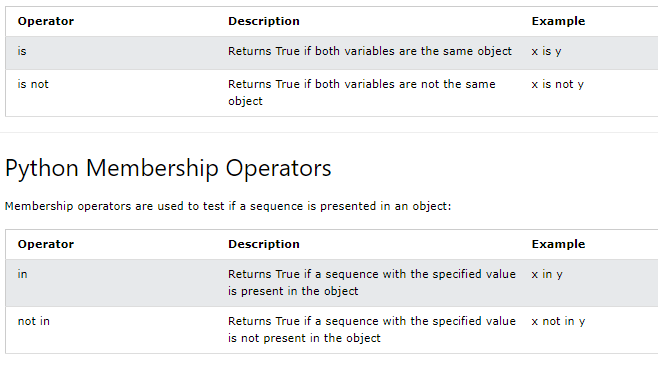 Operator Description Example
is Returns True if both variables are the same object x is y
is not Returns True if both variables are not the same x is not y
object
Python Membership Operators
Membership operators are used to test if a sequence is presented in an object:
Operator Description Example
in Returns True if a sequence with the specified value x in y
is present in the object
not in Returns True if a sequence with the specified value x not in y
is not present in the object